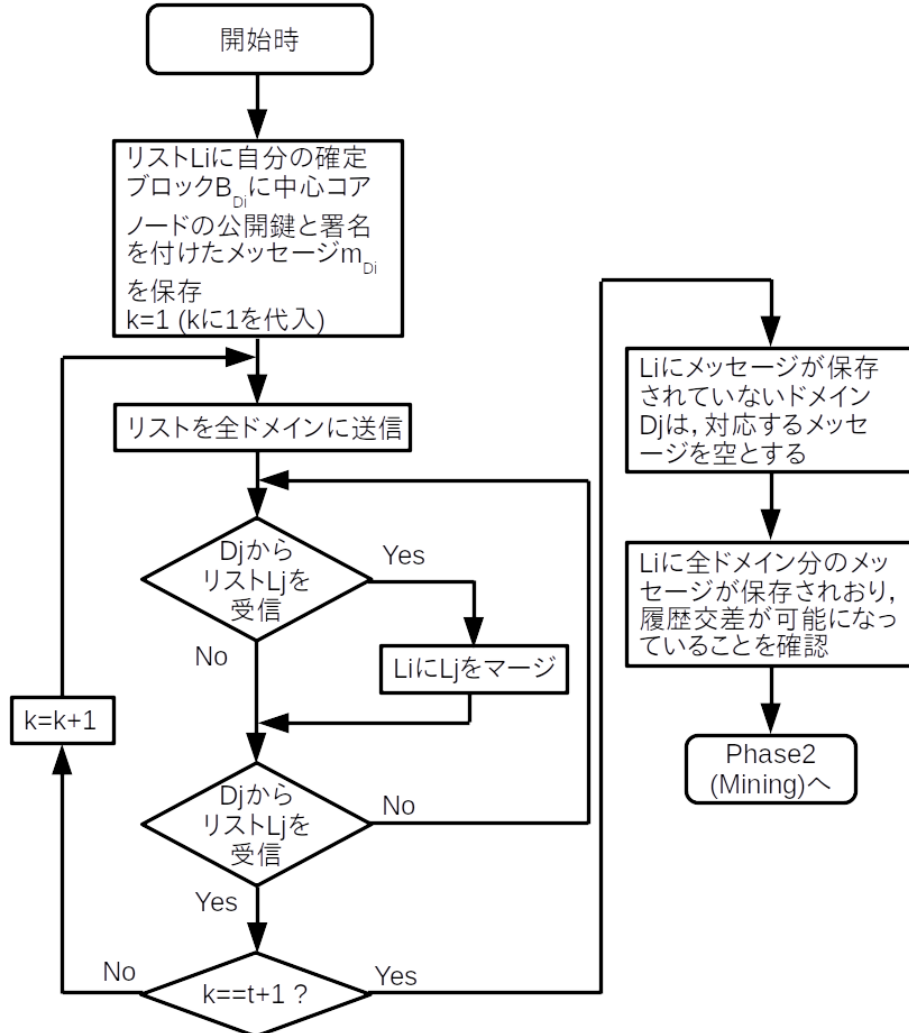 開始時
リストLiに自分の確定
ブロックB_Diに中心コア
ノードの公開鍵と署名
を付けたメッセージm_Di
を保存
k=1 (kに1を代入)
リストを全ドメインに送信
Djから
リストLjを
受信
Yes
No
LiにLjをマージ
k=k+1
Djから
リストLjを
受信
No
Yes
k==t+1 ?
No
Yes
Liにメッセージが保存
されていないドメイン
Djは，対応するメッセ
ージを空とする
Liに全ドメイン分のメッ
セージが保存されおり，
履歴交差が可能になっ
ていることを確認
Phase2
(Mining)へ